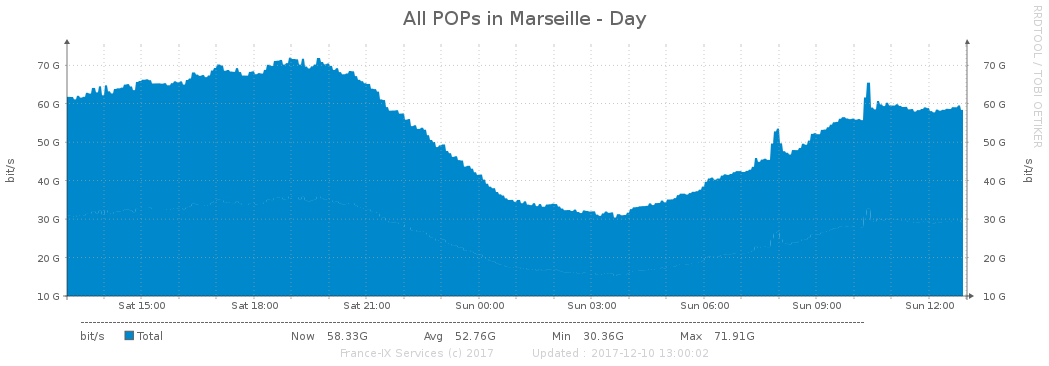 All POPs in Marseille - Day
RRDTOOL / TOBI OETIKER
bit/s
70 G 70 G
60 G 60 G
50 G 50 G
40 G 40 G
30 G 30 G
20 G 20 G
10 G 10 G
bit/s
Sat 15:00 Sat 18:00 Sat 21:00 Sun 00:00 Sun 03:00 Sun 06:00 Sun 09:00 Sun 12:00
bit/s Total Now 58.33G Avg 52.76G Min 30.36G Max 71.91G
France-IX Services (c) 2017 Updated : 2017-12-10 13:00:02